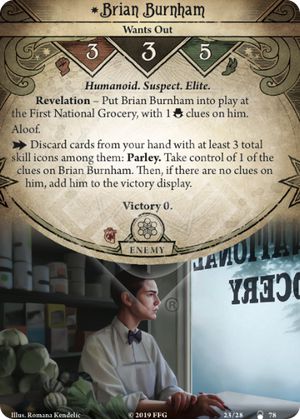 *Brian Burnham
Wants Out
3 3 5
Humanoid. Suspect. Elite.
Revelation – Put Brian Burnham into play at
the First National Grocery, with 1 clues on him.
Aloof.
Discard cards from your hand with at least 3 total
skill icons among them: Parley. Take control of 1 of the
clues on Brian Burnham. Then, if there are no clues on
him, add him to the victory display.
Victory 0.
ENEMY
NATIONAL
GROCERY
®
Illus. Romana Kendelic
© 2019 FFG
23/28
78